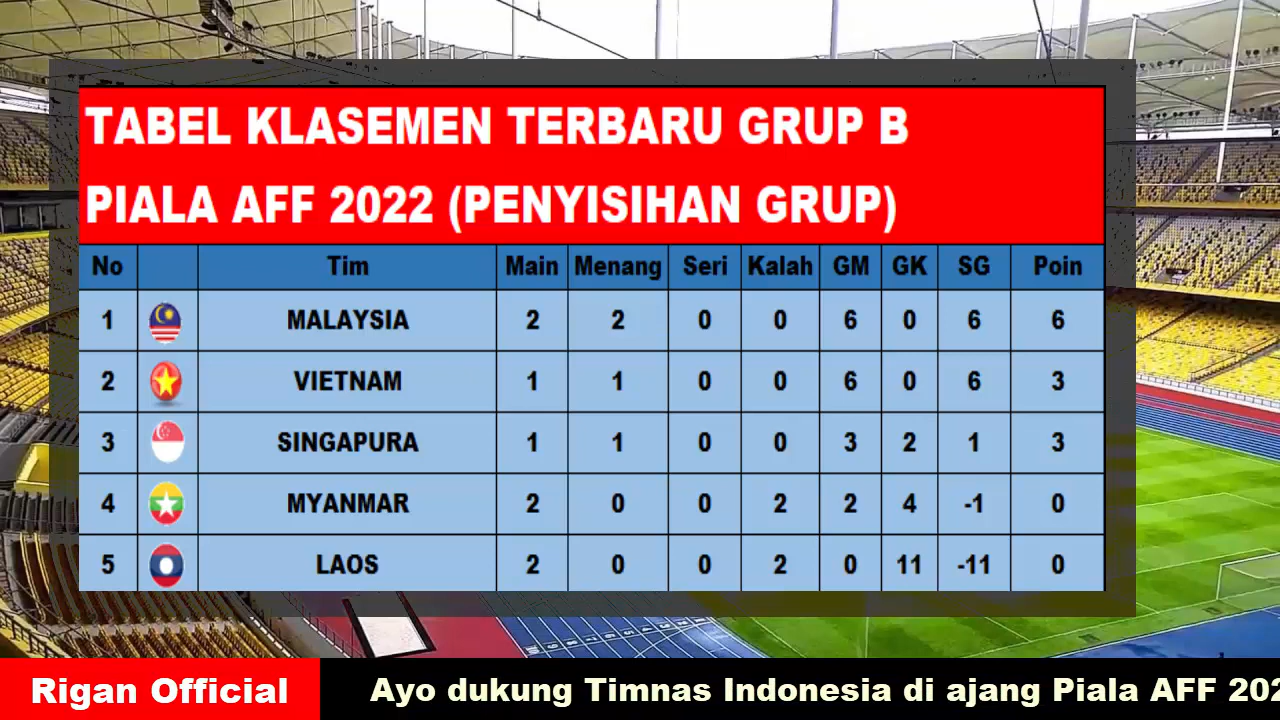 TABEL KLASEMEN TERBARU GRUP B
PIALA AFF 2022 (PENYISIHAN GRUP)
No Tim Main Menang Seri Kalah GM GK SG Poin
1 MALAYSIA 2 2 0 0 6 0 6 6
2 VIETNAM 1 1 0 0 6 0 6 3
3 SINGAPURA 1 1 0 0 3 2 1 3
4 MYANMAR 2 0 0 2 2 4 -1 0
5 LAOS 2 0 0 2 0 11 -11 0
Rigan Official Ayo dukung Timnas Indonesia di ajang Piala AFF 202